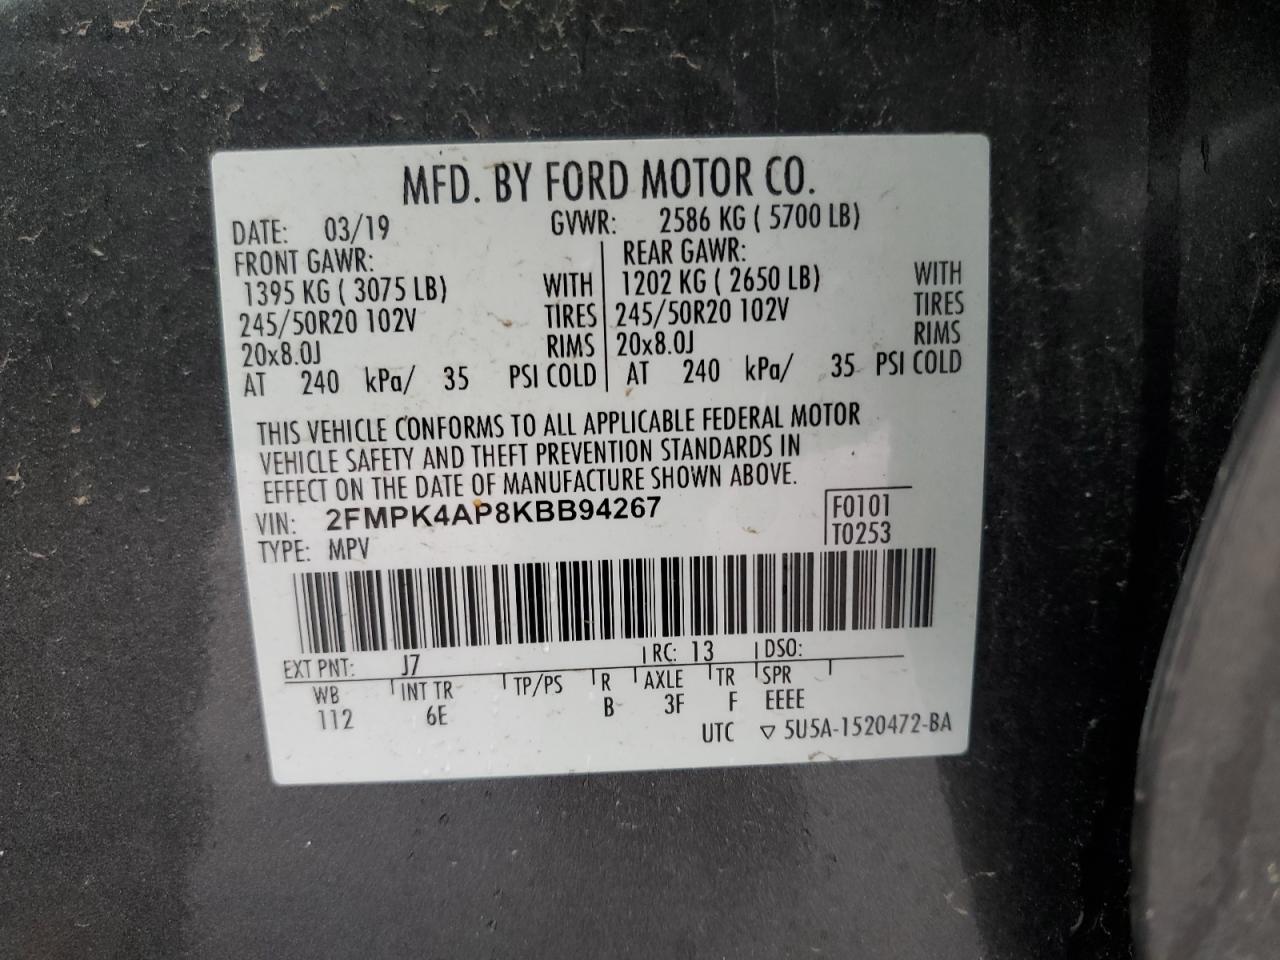 MFD. BY FORD MOTOR CO.
DATE: 03/19 GVWR: 2586 KG ( 5700 LB)
FRONT GAWR: REAR GAWR:
1395 KG ( 3075 LB) WITH 1202 KG ( 2650 LB) WITH
245/50R20 102V TIRES 245/50R20 102V TIRES
20x8.0J RIMS 20x8.0J RIMS
AT 240 kPa/ 35 PSI COLD AT 240 kPa/ 35 PSI COLD
THIS VEHICLE CONFORMS TO ALL APPLICABLE FEDERAL MOTOR
VEHICLE SAFETY AND THEFT PREVENTION STANDARDS IN
EFFECT ON THE DATE OF MANUFACTURE SHOWN ABOVE.
VIN: 2FMPK4AP8KBB94267 F0101
TYPE: MPV T0253
EXT PNT: J7 RC: 13 DSO:
WB INT TR TP/PS R AXLE TR SPR
112 6E B 3F F EEEE
UTC ▽ 5U5A-1520472-BA